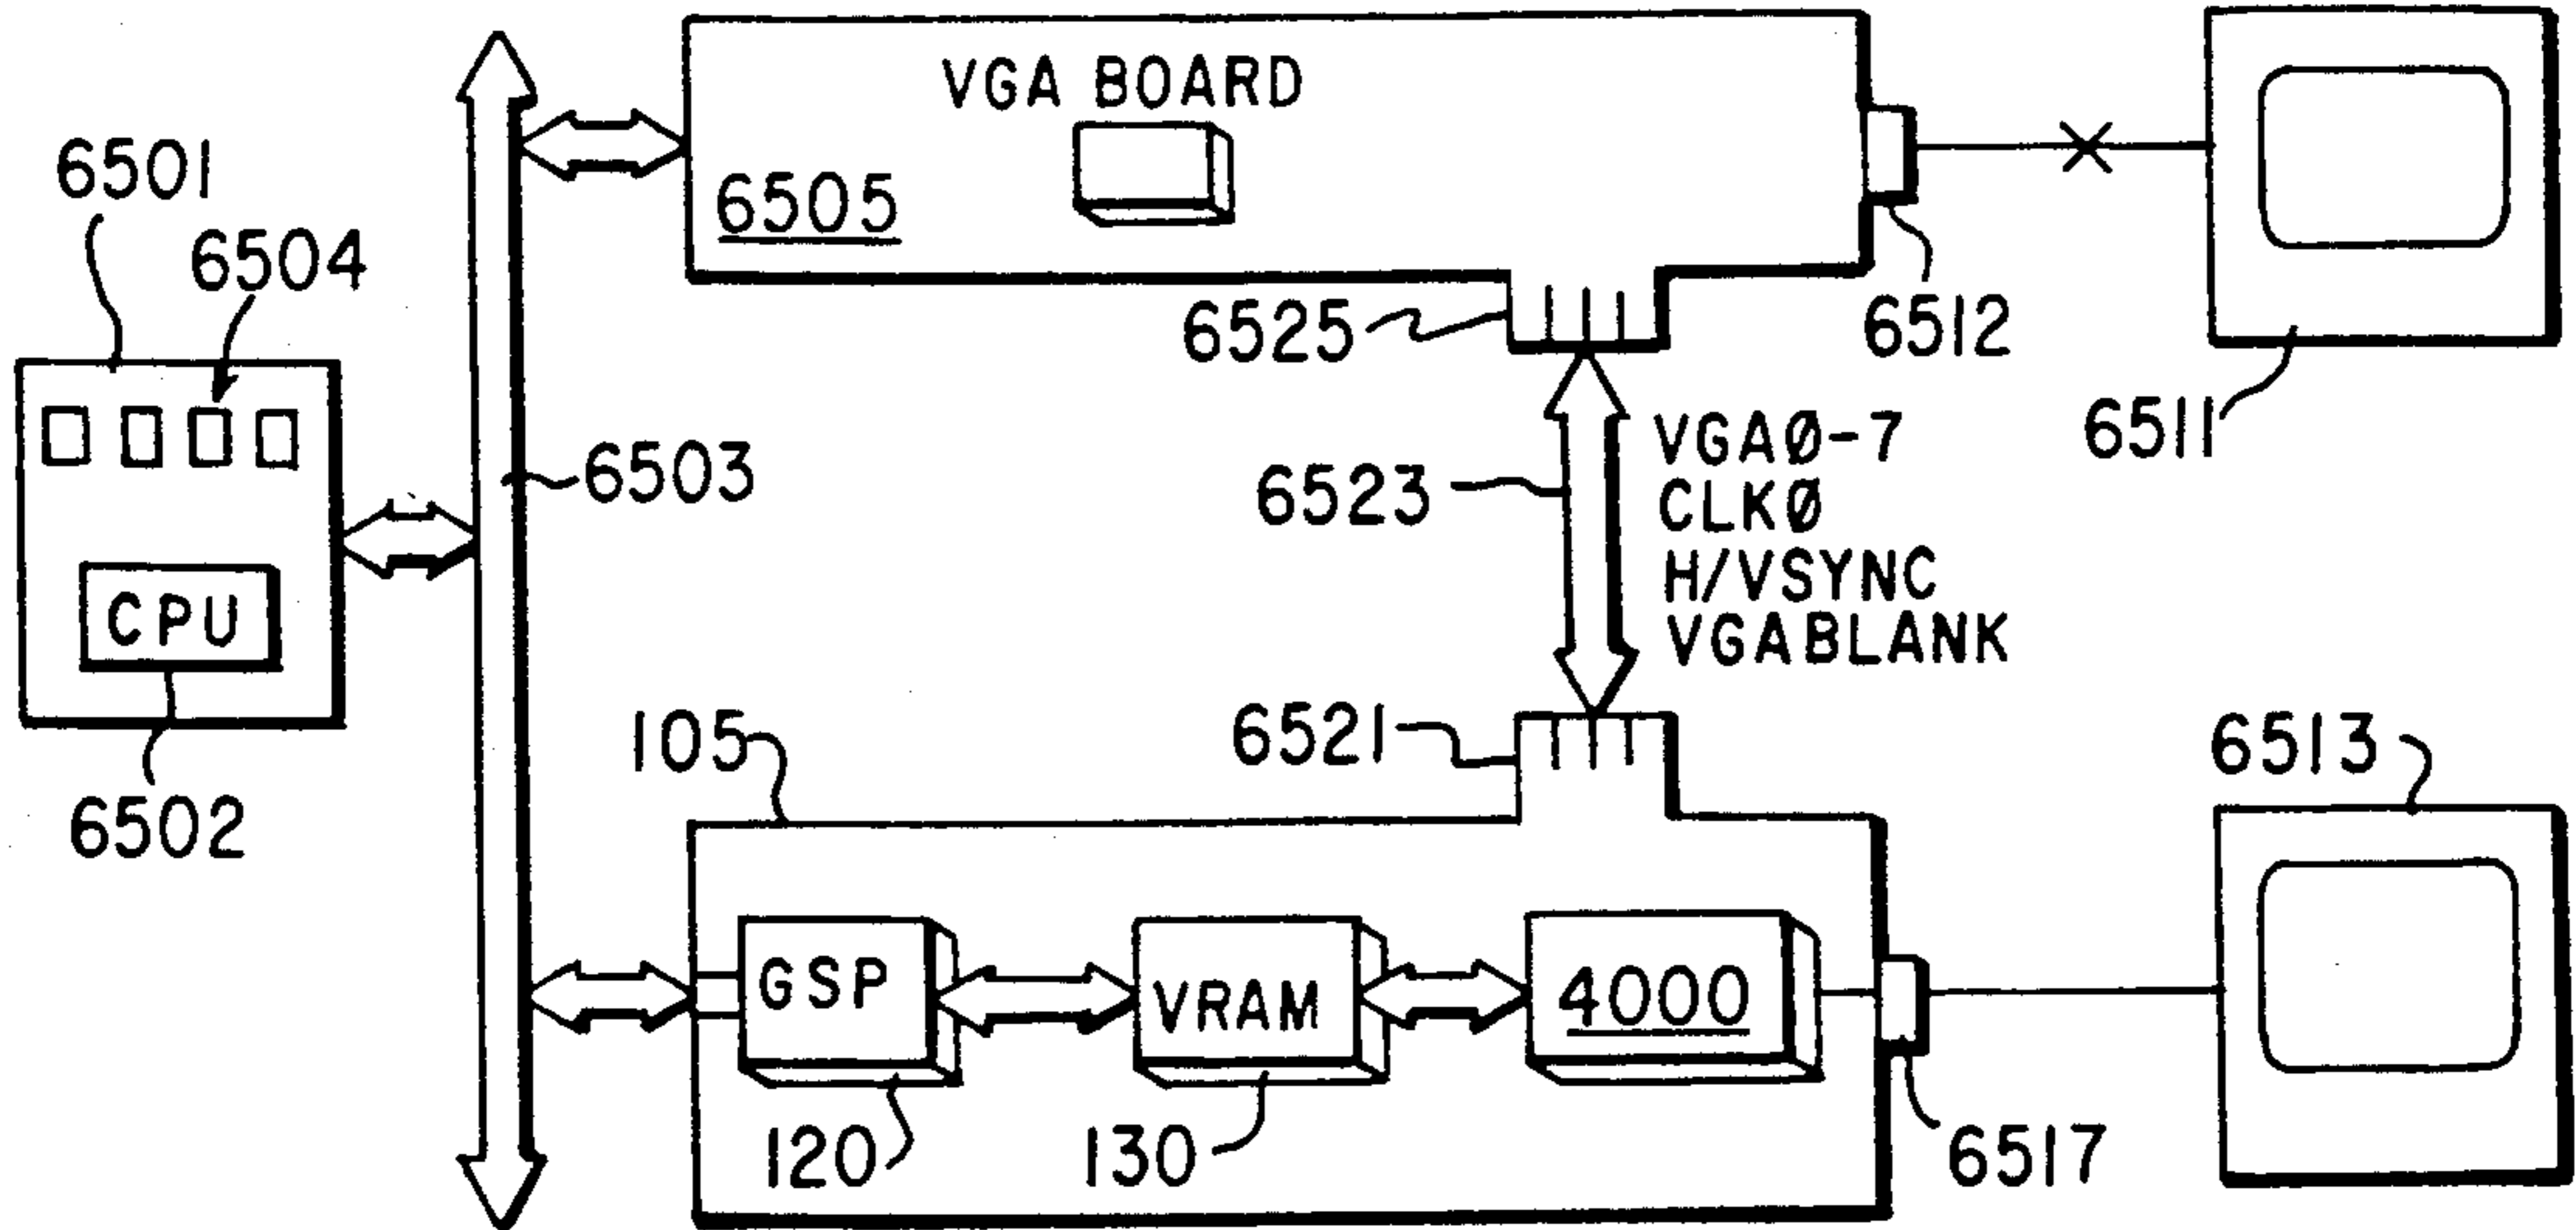 VGA BOARD
6501
6505
6504
6512
6525
6511
VGAØ-7
6503
6523
CLKØ
H/VSYNC
CPU
VGABLANK
105
6521
6513
6502
GSP
VRAM
4000
120
130
6517